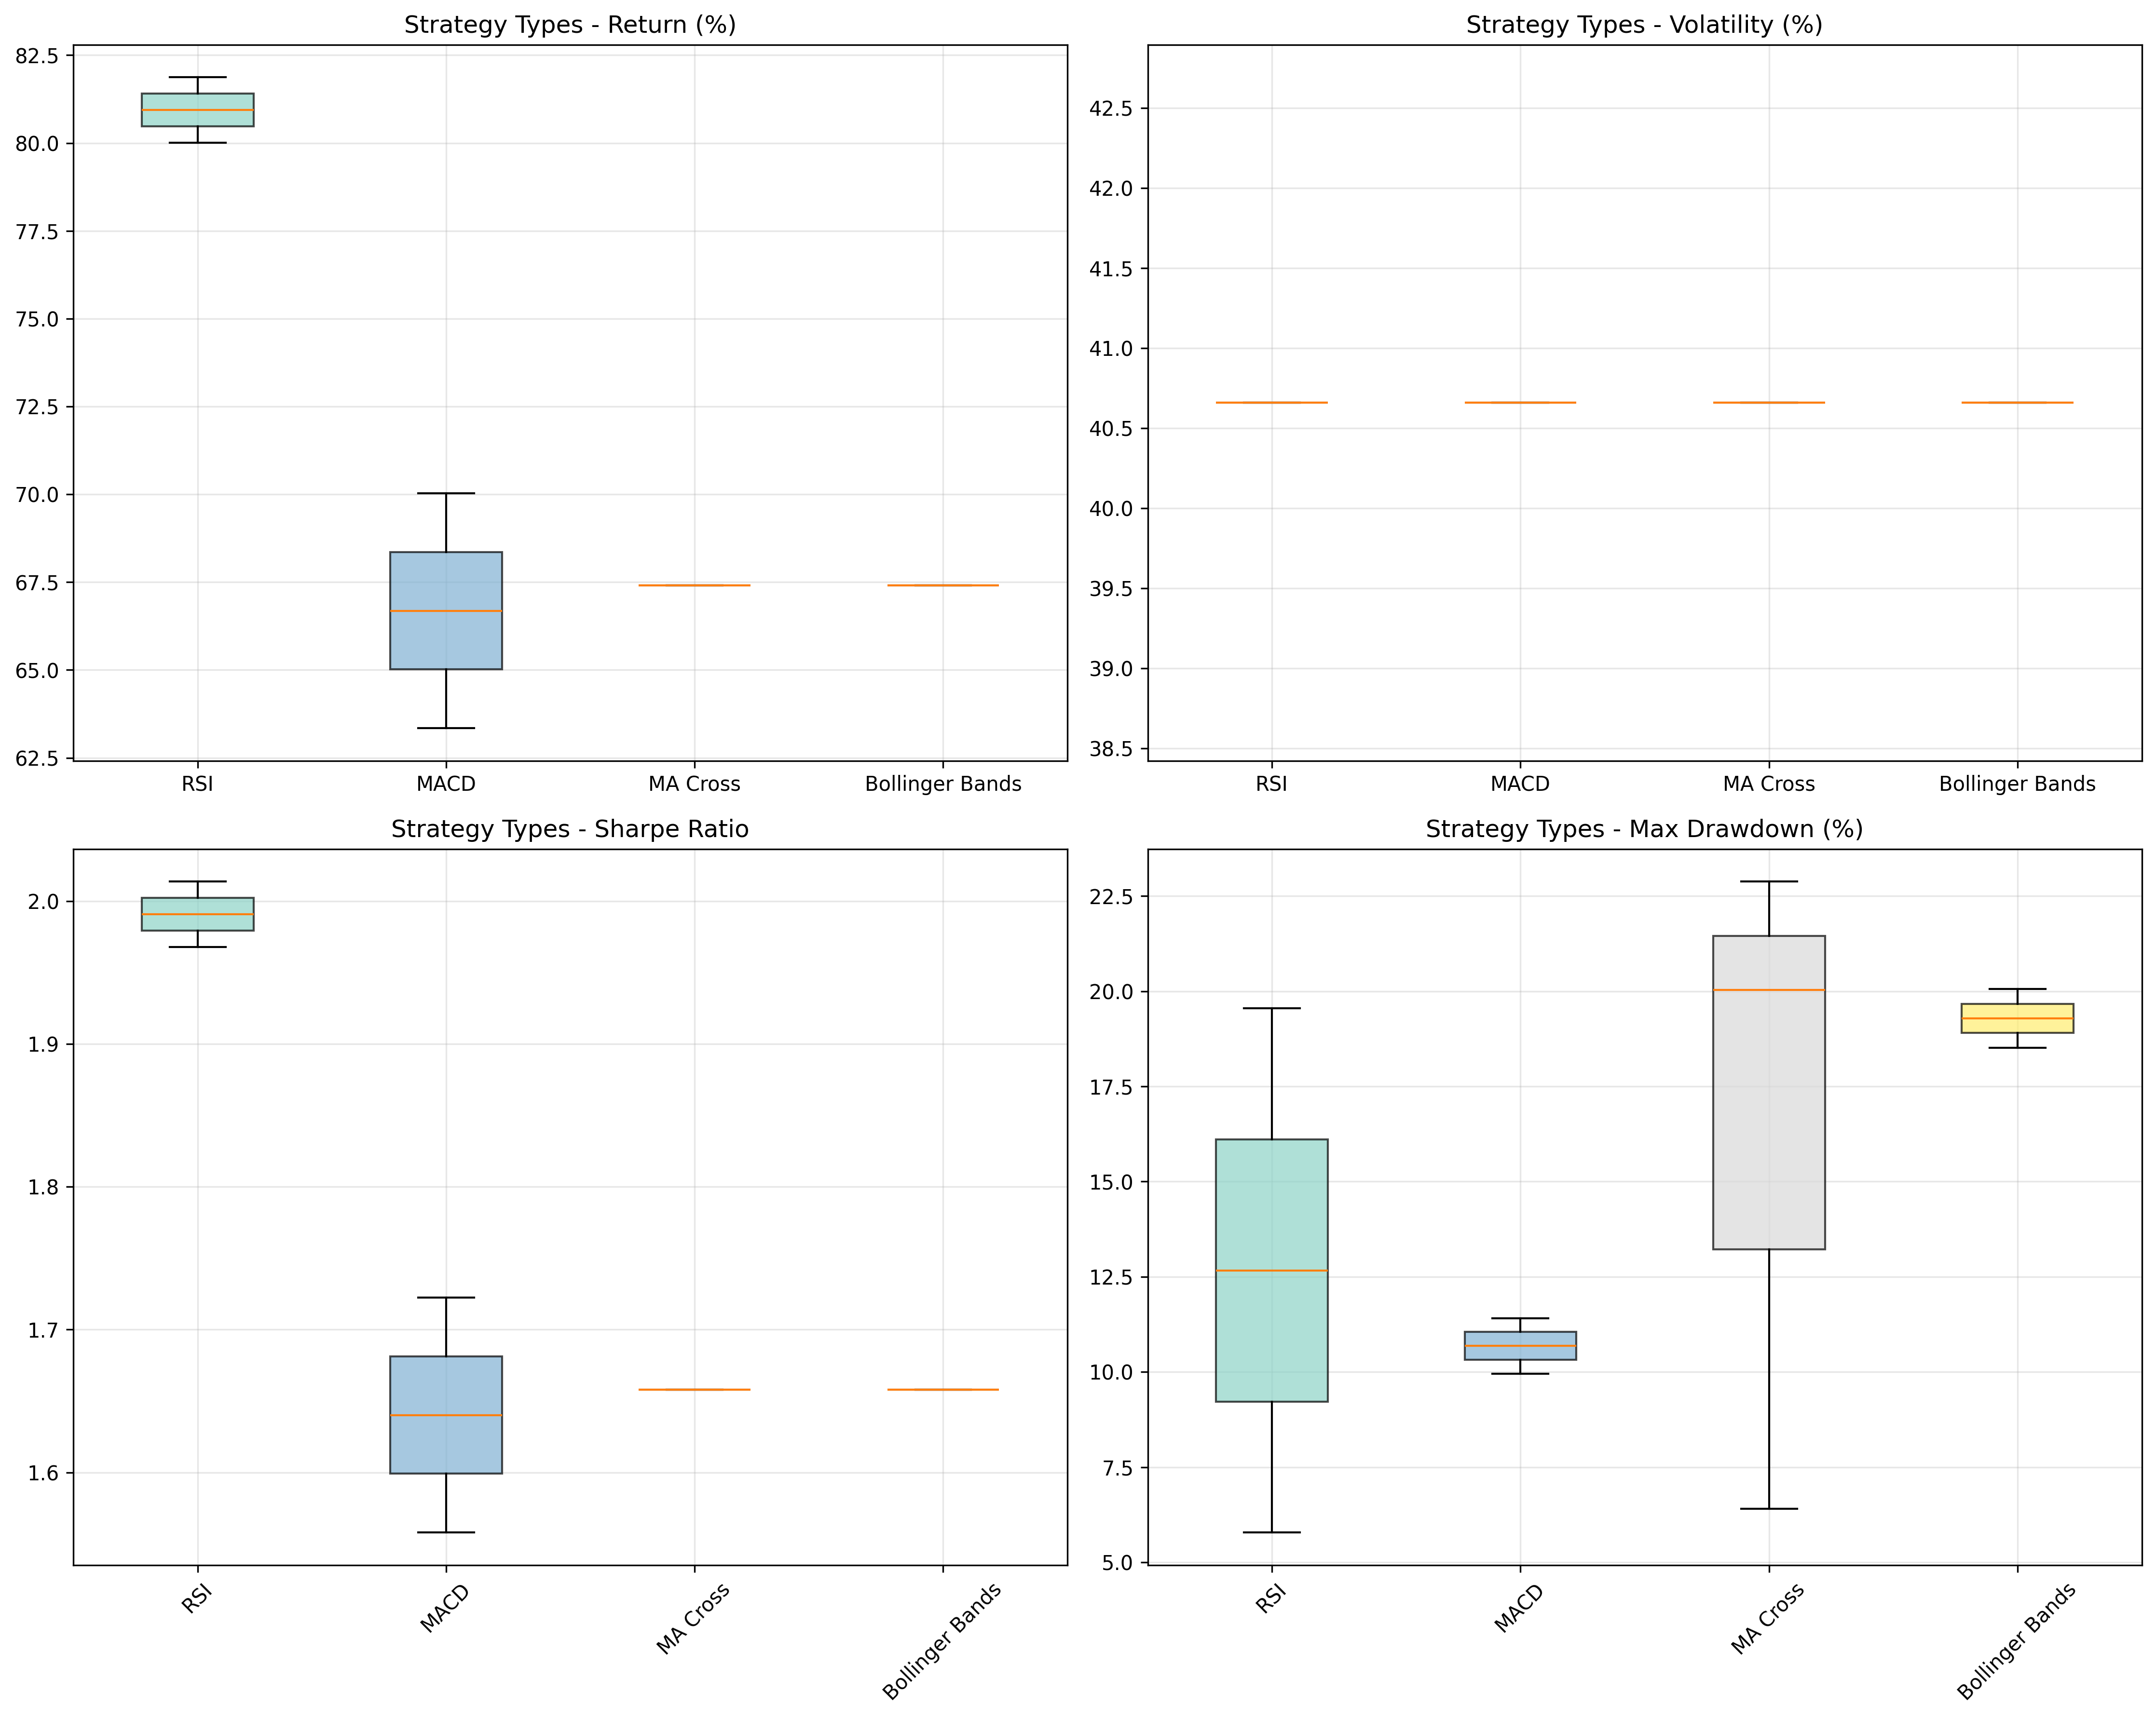 Strategy Types - Return (%)
82.5
80.0
77.5
75.0
72.5
70.0
67.5
65.0
62.5
RSI
MACD
MA Cross
Bollinger Bands
Strategy Types - Volatility (%)
42.5
42.0
41.5
41.0
40.5
40.0
39.5
39.0
38.5
RSI
MACD
MA Cross
Bollinger Bands
Strategy Types - Sharpe Ratio
2.0
1.9
1.8
1.7
1.6
RSI
MACD
MA Cross
Bollinger Bands
Strategy Types - Max Drawdown (%)
22.5
20.0
17.5
15.0
12.5
10.0
7.5
5.0
RSI
MACD
MA Cross
Bollinger Bands